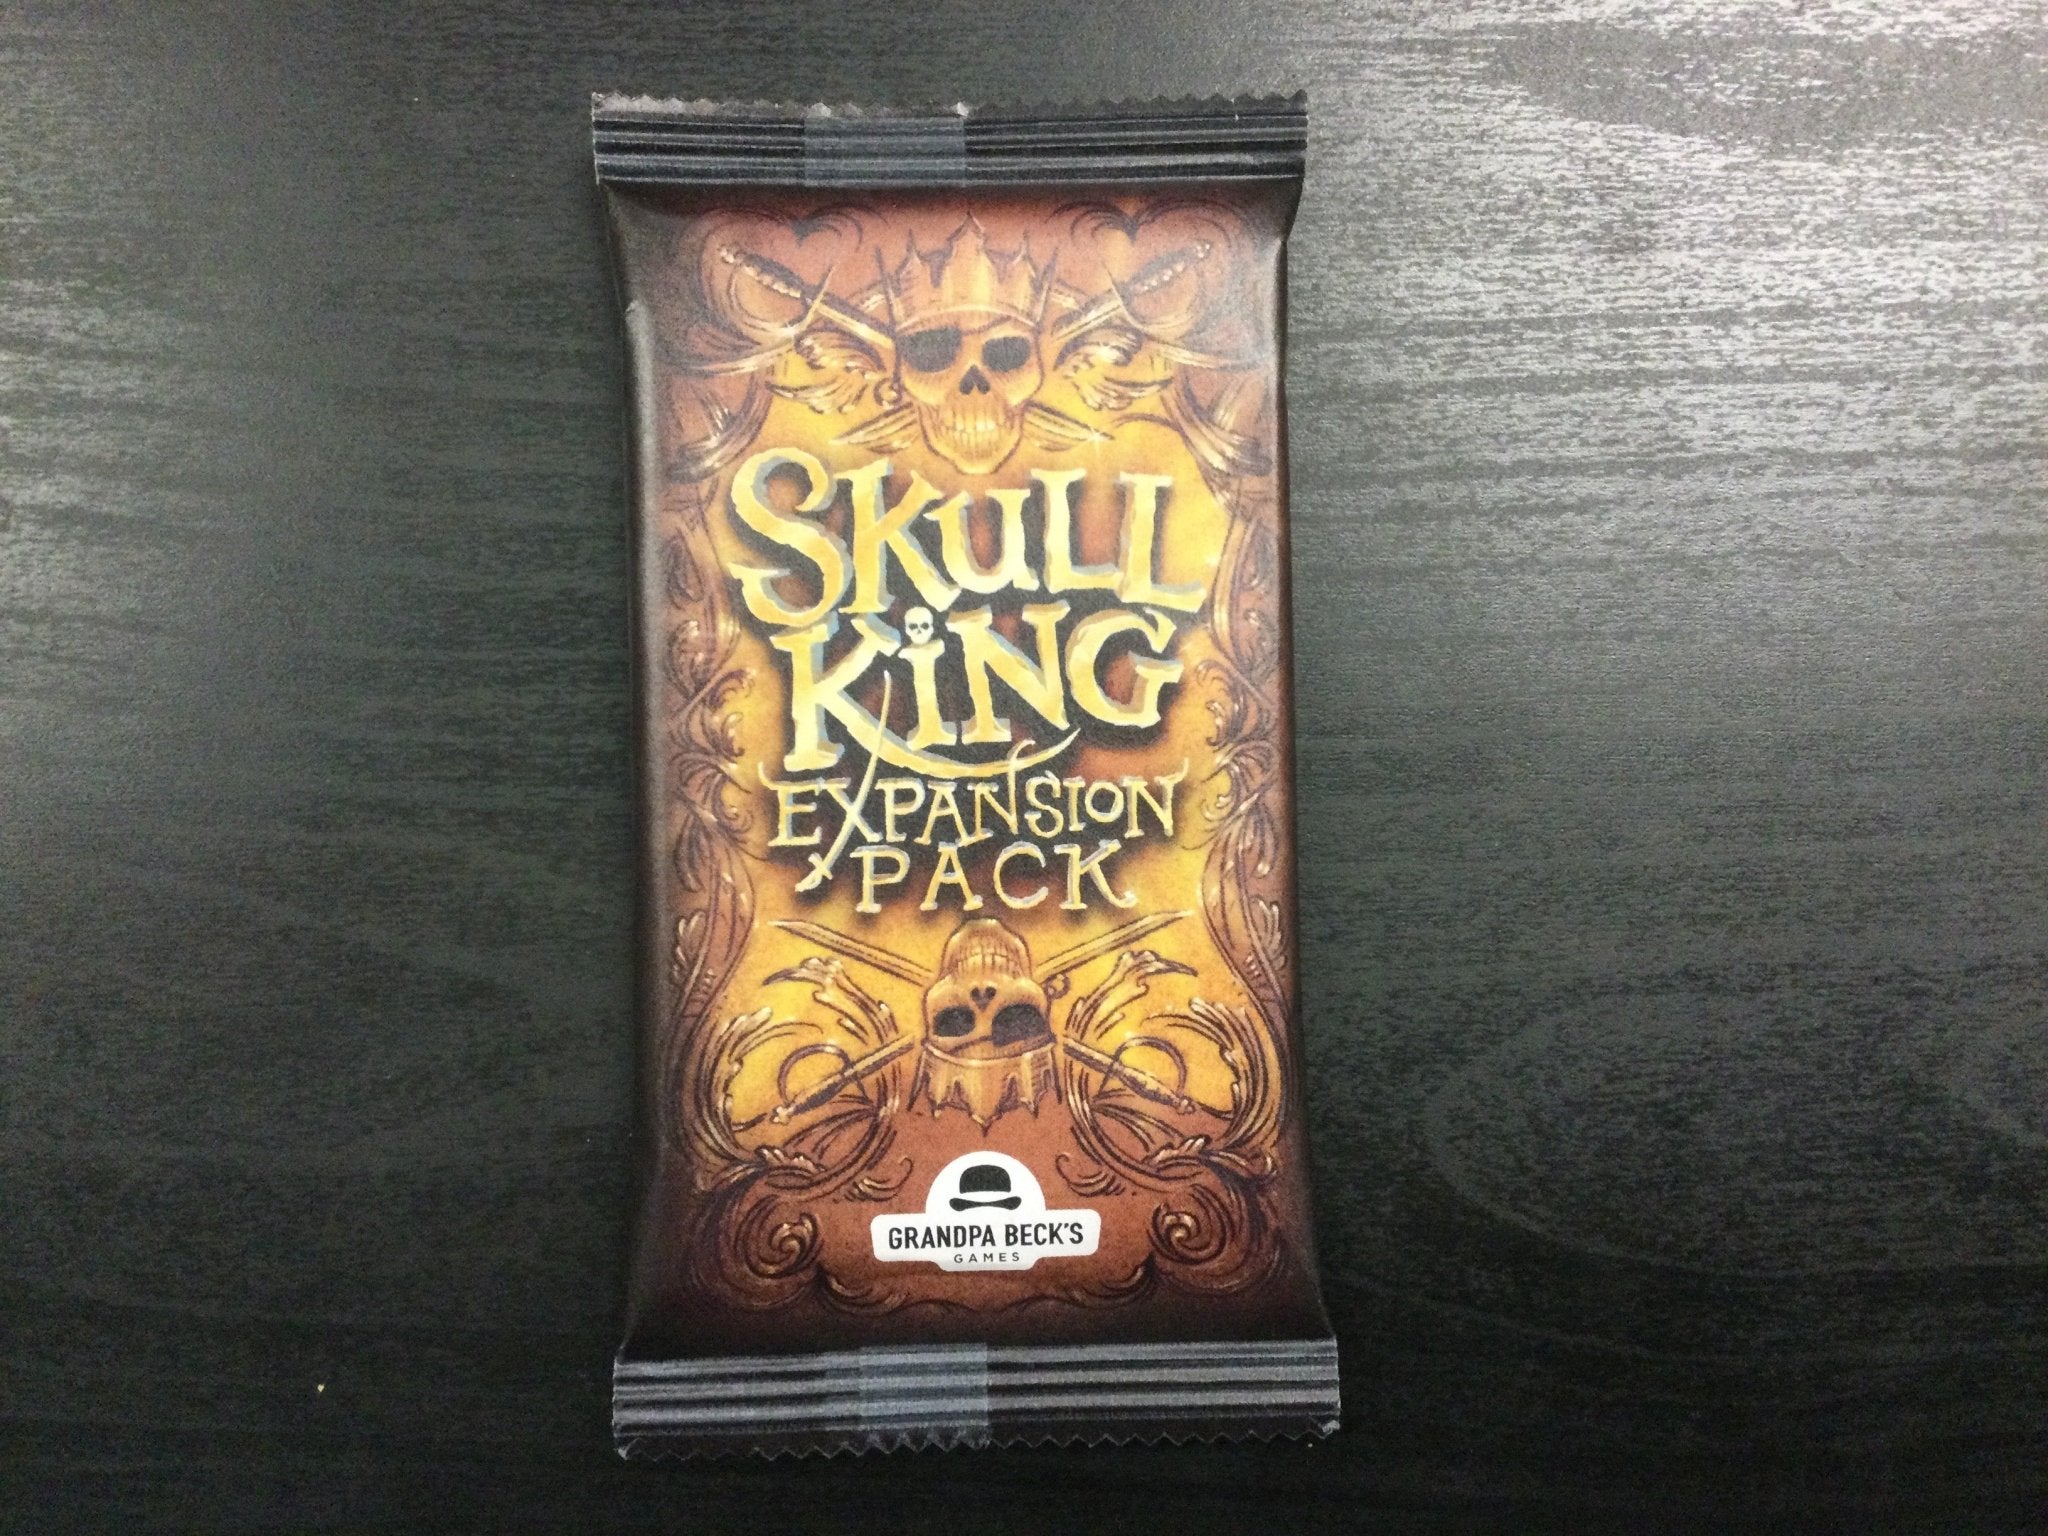 SKULL
KING
EXPANSION
PACK
GRANDPA BECK'S
GAMES